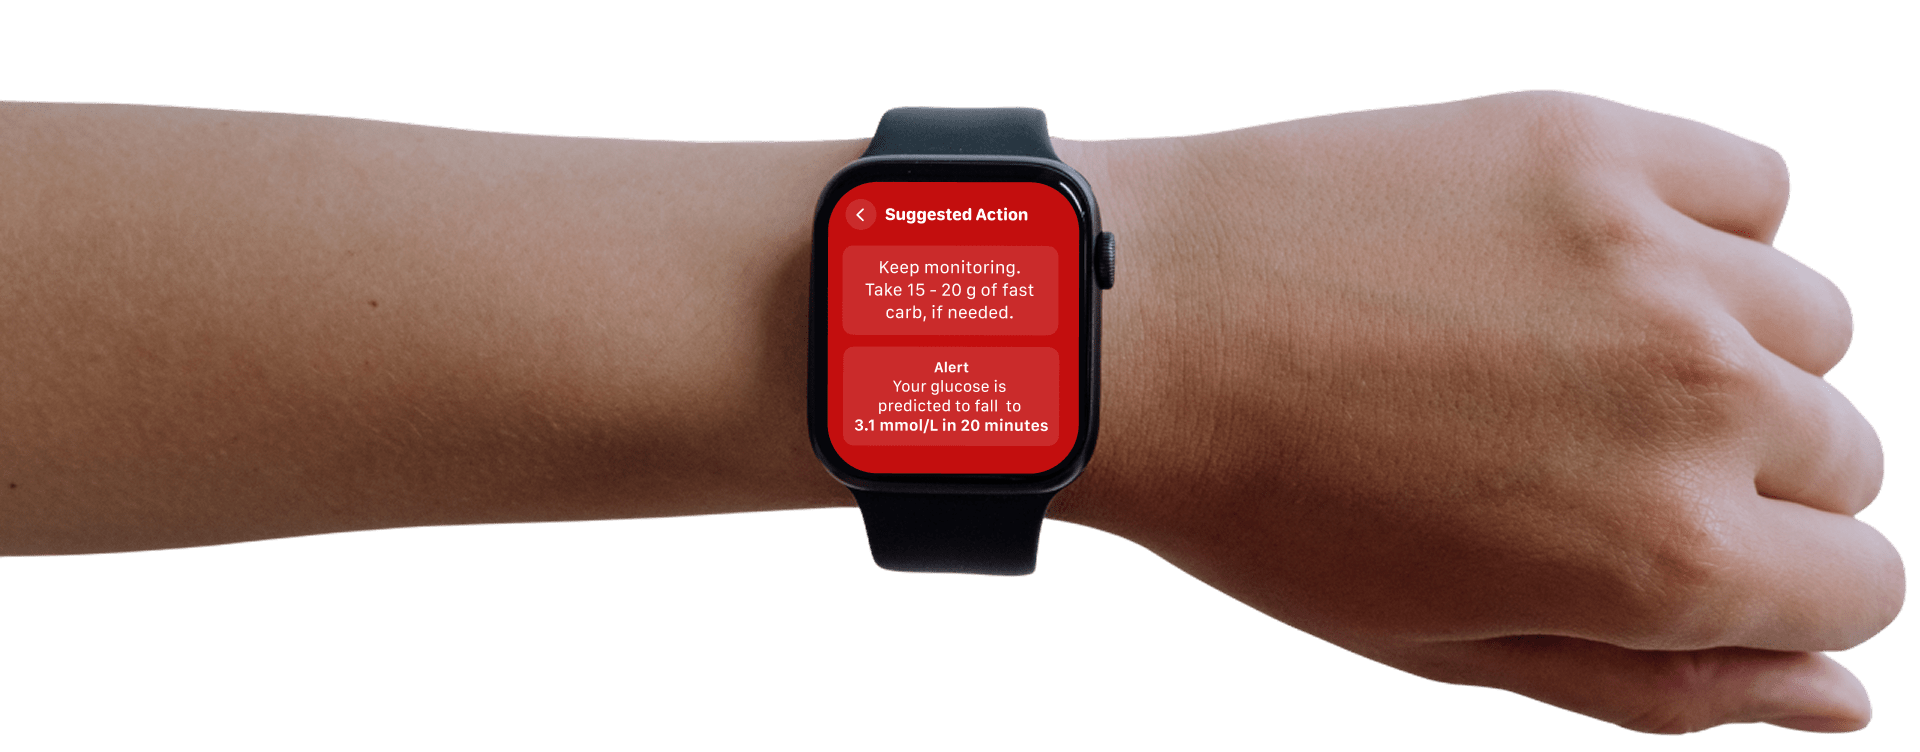 Suggested Action
Keep monitoring.
Take 15 - 20 g of fast
carb, if needed.
Alert
Your glucose is
predicted to fall to
3.1 mmol/L in 20 minutes